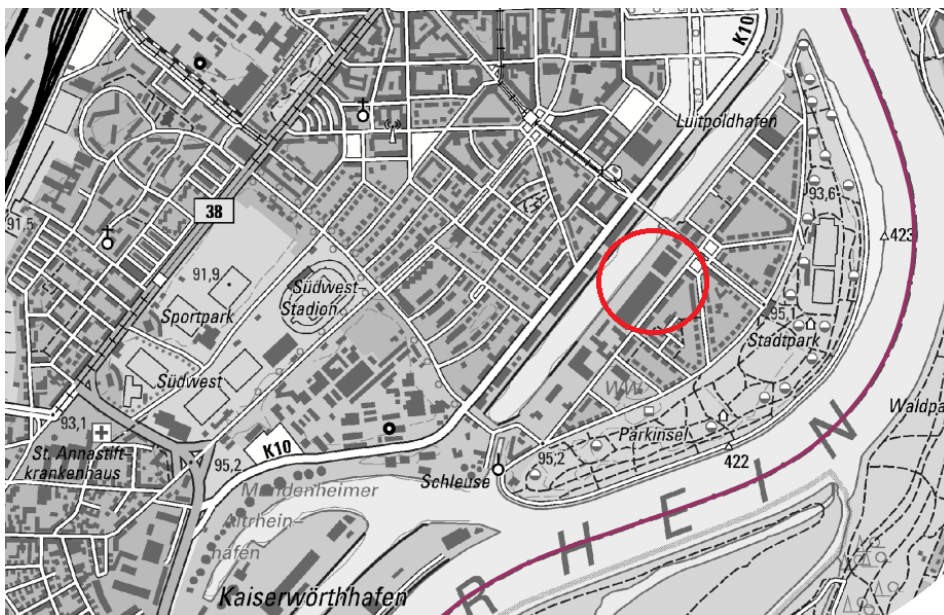 K10
Luitpoldhafen
38
93,6
91,5
423
91,9
Südwest-
Stadion
Sportpark
95,1
Stadtpark
Südwest
W.W.
Parkinsel
93,1
St. Annastift-
krankenhaus
K10
95,2
95,2
422
Schleuse
Mundenheimer
Altrhein-
hafen
Kaiserwörthhafen
RHEIN